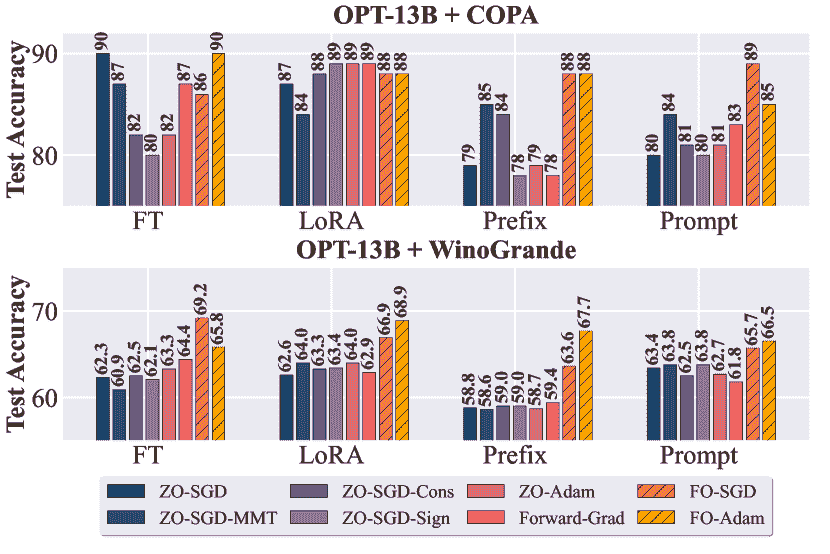 OPT-13B + COPA
Test Accuracy
90
80
90 87 82 80 82 87 86 90
87 84 88 89 89 89 88 88
79 85 84 78 79 78 88 88
80 84 81 80 81 83 89 85
FT LoRA Prefix Prompt
OPT-13B + WinoGrande
Test Accuracy
70
60
62.3 60.9 62.5 62.1 63.3 64.4 69.2 65.8
62.6 64.0 63.3 63.4 64.0 62.9 66.9 68.9
58.8 58.6 59.0 59.0 58.7 59.4 63.6 67.7
63.4 63.8 62.5 63.8 62.7 61.8 65.7 66.5
FT LoRA Prefix Prompt
ZO-SGD ZO-SGD-Cons ZO-Adam FO-SGD
ZO-SGD-MMT ZO-SGD-Sign Forward-Grad FO-Adam